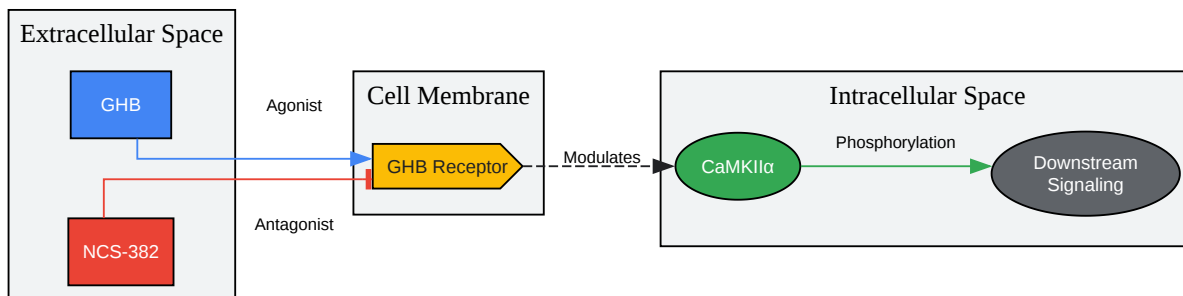 Extracellular Space
GHB
NCS-382
Agonist
Antagonist
Cell Membrane
GHB Receptor
Modulates
Intracellular Space
CaMKIIα
Phosphorylation
Downstream
Signaling